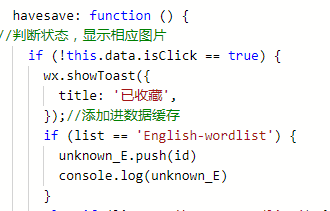 havesave: function () {
//判断状态，显示相应图片
if (!this.data.isClick == true) {
wx.showToast({
title: '已收藏',
});//添加进数据缓存
if (list == 'English-wordlist') {
unknown_E.push(id)
console.log(unknown_E)
}